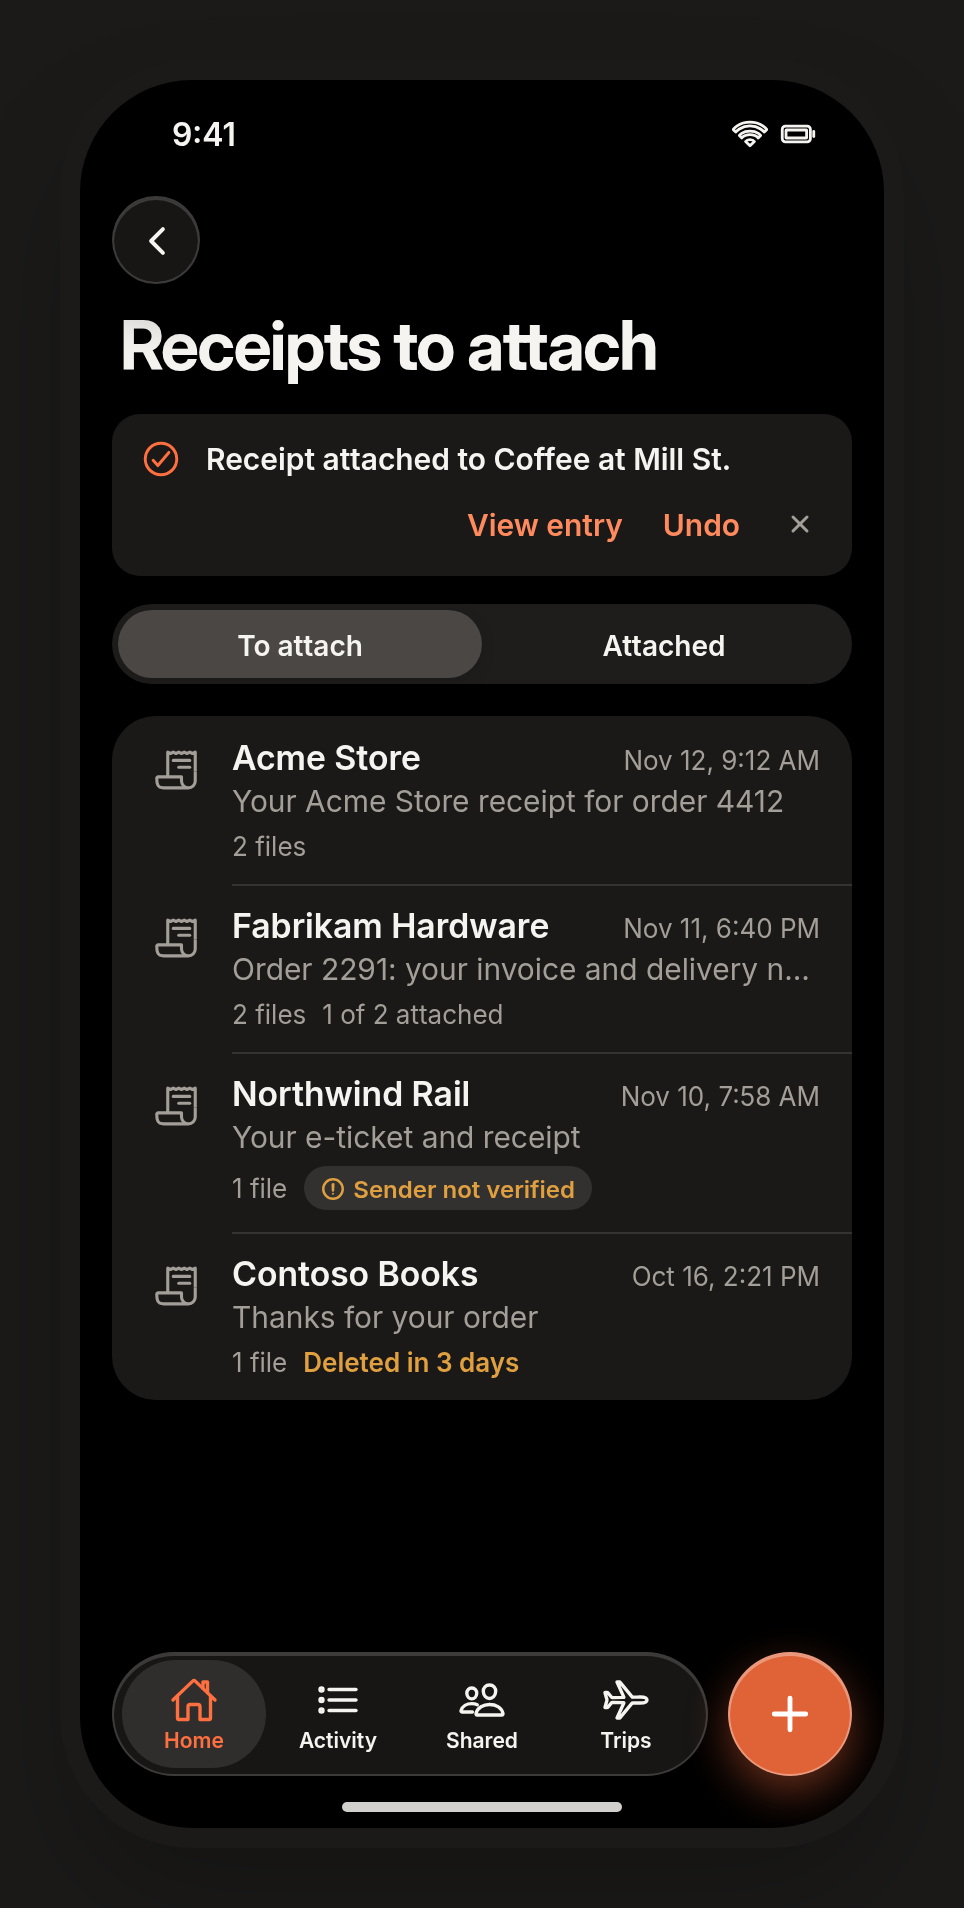 9:41
Receipts to attach
Receipt attached to Coffee at Mill St.
View entry Undo
To attach Attached
Acme Store Nov 12, 9:12 AM
Your Acme Store receipt for order 4412
2 files
Fabrikam Hardware Nov 11, 6:40 PM
Order 2291: your invoice and delivery n...
2 files 1 of 2 attached
Northwind Rail Nov 10, 7:58 AM
Your e-ticket and receipt
1 file Sender not verified
Contoso Books Oct 16, 2:21 PM
Thanks for your order
1 file Deleted in 3 days
Home Activity Shared Trips